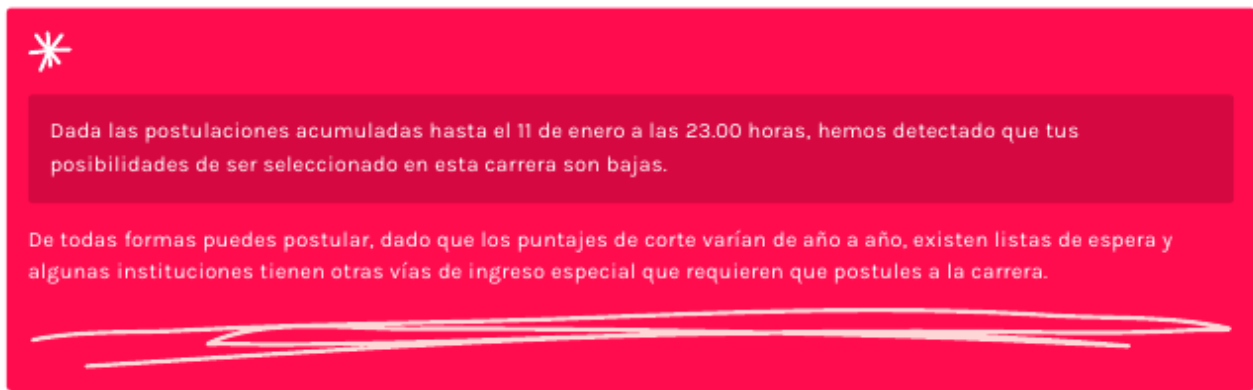 Dada las postulaciones acumuladas hasta el 11 de enero a las 23.00 horas, hemos detectado que tus
posibilidades de ser seleccionado en esta carrera son bajas.
De todas formas puedes postular, dado que los puntajes de corte varían de año a año, existen listas de espera y
algunas instituciones tienen otras vías de ingreso especial que requieren que postules a la carrera.